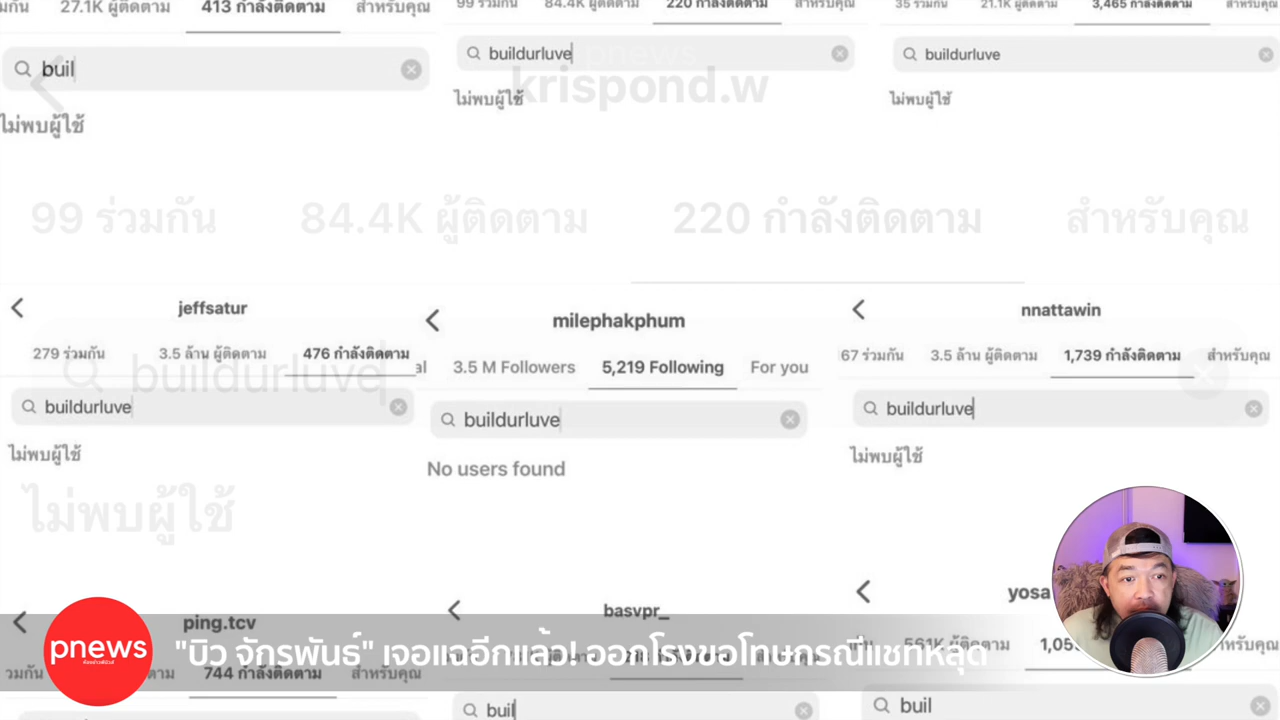 27.1K ผู้ติดตาม 413 กำลังติดตาม สำหรับคุณ
99 ร่วมกัน 84.4K ผู้ติดตาม 220 กำลังติดตาม สำหรับคุณ
35 ร่วมกัน 21.1K ผู้ติดตาม 3,465 กำลังติดตาม สำหรับคุณ
buil
buildurluve
buildurluve
pnews
krispond.w
ไม่พบผู้ใช้
ไม่พบผู้ใช้
ไม่พบผู้ใช้
99 ร่วมกัน 84.4K ผู้ติดตาม 220 กำลังติดตาม สำหรับคุณ
jeffsatur
279 ร่วมกัน 3.5 ล้าน ผู้ติดตาม 476 กำลังติดตาม
buildurluve
ไม่พบผู้ใช้
milephakphum
3.5 M Followers 5,219 Following For you
buildurluve
No users found
nnattawin
67 ร่วมกัน 3.5 ล้าน ผู้ติดตาม 1,739 กำลังติดตาม สำหรับคุณ
buildurluve
ไม่พบผู้ใช้
buildurluve
ไม่พบผู้ใช้
ping.tcv
744 กำลังติดตาม สำหรับคุณ
basvpr_
buil
yosa
561K ผู้ติดตาม
buil
pnews
"บิว จักรพันธ์" เจอแฉอีกแล้ว! ออกโรงขอโทษกรณีแชทหลุด